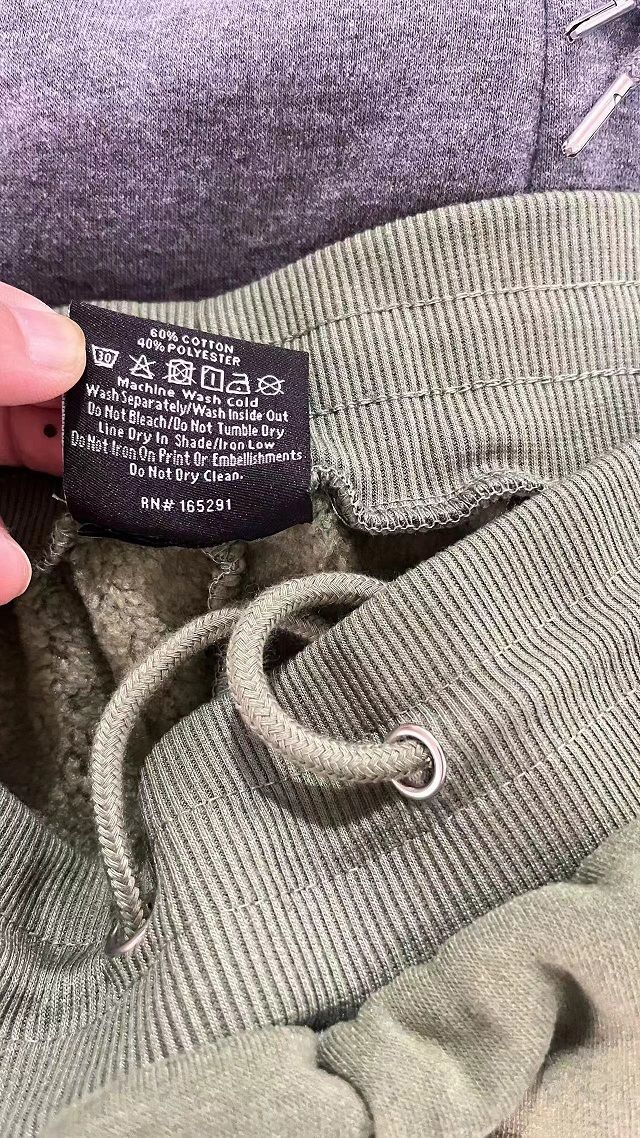 60% COTTON
40% POLYESTER
30
Machine Wash Cold
Wash Separately/Wash Inside Out
Do Not Bleach/Do Not Tumble Dry
Line Dry In Shade/Iron Low
Do Not Iron On Print Or Embellishments
Do Not Dry Clean.
RN# 165291